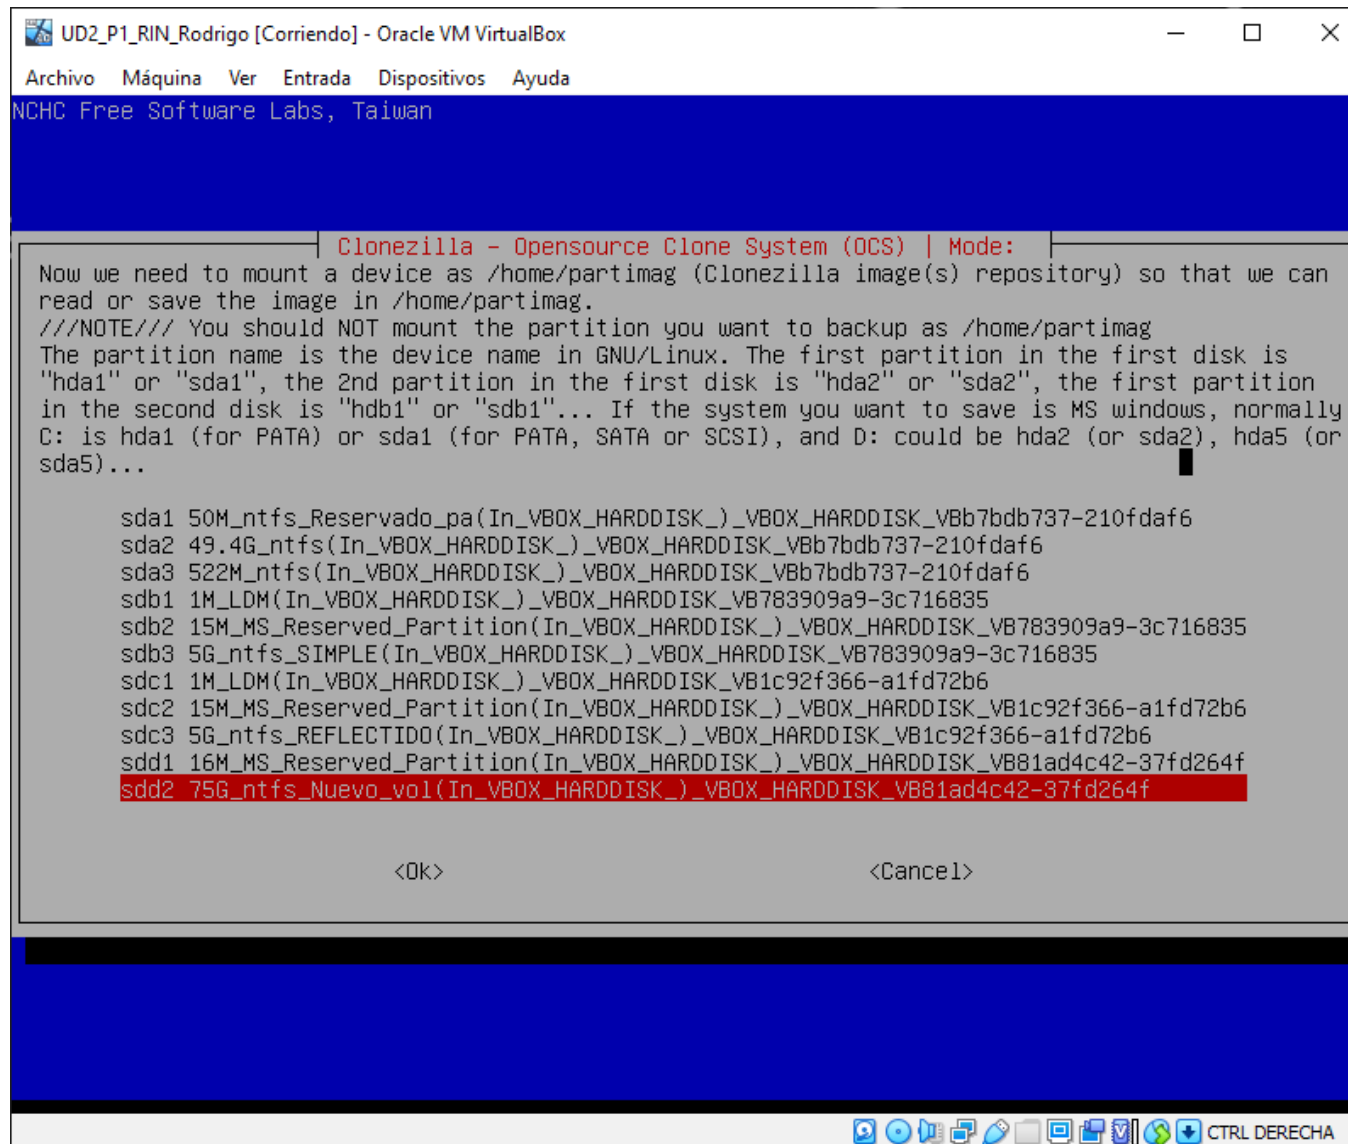 UD2_P1_RIN_Rodrigo [Corriendo] - Oracle VM VirtualBox
Archivo Máquina Ver Entrada Dispositivos Ayuda
NCHC Free Software Labs, Taiwan
Clonezilla - Opensource Clone System (OCS) | Mode:
Now we need to mount a device as /home/partimag (Clonezilla image(s) repository) so that we can
read or save the image in /home/partimag.
///NOTE/// You should NOT mount the partition you want to backup as /home/partimag
The partition name is the device name in GNU/Linux. The first partition in the first disk is
"hda1" or "sda1", the 2nd partition in the first disk is "hda2" or "sda2", the first partition
in the second disk is "hdb1" or "sdb1"... If the system you want to save is MS windows, normally
C: is hda1 (for PATA) or sda1 (for PATA, SATA or SCSI), and D: could be hda2 (or sda2), hda5 (or
sda5)...
sda1 50M_ntfs_Reservado_pa(In_VBOX_HARDDISK_)_VBOX_HARDDISK_VBb7bdb737-210fdaf6
sda2 49.4G_ntfs(In_VBOX_HARDDISK_)_VBOX_HARDDISK_VBb7bdb737-210fdaf6
sda3 522M_ntfs(In_VBOX_HARDDISK_)_VBOX_HARDDISK_VBb7bdb737-210fdaf6
sdb1 1M_LDM(In_VBOX_HARDDISK_)_VBOX_HARDDISK_VB783909a9-3c716835
sdb2 15M_MS_Reserved_Partition(In_VBOX_HARDDISK_)_VBOX_HARDDISK_VB783909a9-3c716835
sdb3 5G_ntfs_SIMPLE(In_VBOX_HARDDISK_)_VBOX_HARDDISK_VB783909a9-3c716835
sdc1 1M_LDM(In_VBOX_HARDDISK_)_VBOX_HARDDISK_VB1c92f366-a1fd72b6
sdc2 15M_MS_Reserved_Partition(In_VBOX_HARDDISK_)_VBOX_HARDDISK_VB1c92f366-a1fd72b6
sdc3 5G_ntfs_REFLECTIDO(In_VBOX_HARDDISK_)_VBOX_HARDDISK_VB1c92f366-a1fd72b6
sdd1 16M_MS_Reserved_Partition(In_VBOX_HARDDISK_)_VBOX_HARDDISK_VB81ad4c42-37fd264f
sdd2 75G_ntfs_Nuevo_vol(In_VBOX_HARDDISK_)_VBOX_HARDDISK_VB81ad4c42-37fd264f
<Ok> <Cancel>
CTRL DERECHA